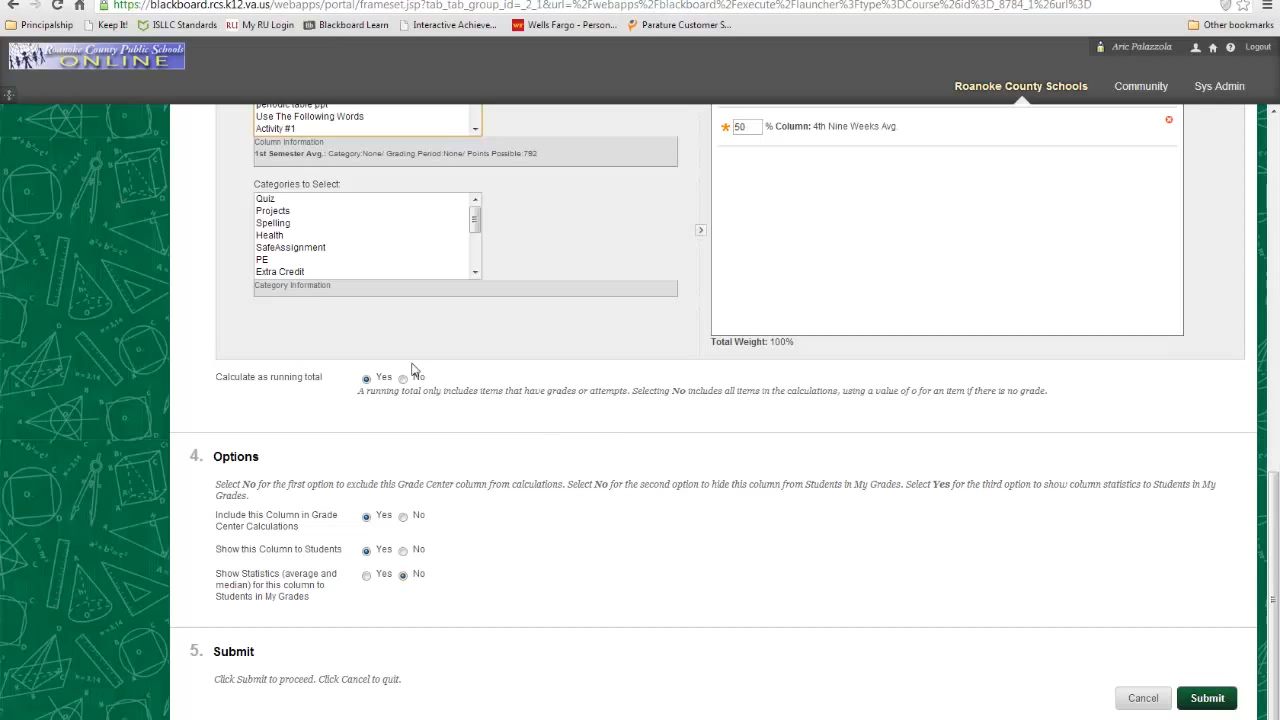 https://blackboard.rcs.k12.va.us/webapps/portal/frameset.jsp?tab_tab_group_id=_2_1&url=%2Fwebapps%2Fblackboard%2Fexecute%2Flauncher%3Ftype%3DCourse%26id%3D_8784_1%26url%3D
Principalship
Keep It!
ISLLC Standards
My RU Login
Blackboard Learn
Interactive Achieve...
Wells Fargo - Person...
Parature Customer S...
Other bookmarks
Roanoke County Public Schools
ONLINE
Aric Palazzola
Logout
Roanoke County Schools
Community
Sys Admin
periodic table ppt
Use The Following Words
Activity #1
Column Information
1st Semester Avg.: Category:None/ Grading Period:None/ Points Possible:792
50 % Column: 4th Nine Weeks Avg.
Categories to Select:
Quiz
Projects
Spelling
Health
SafeAssignment
PE
Extra Credit
Category Information
Total Weight: 100%
Calculate as running total
Yes No
A running total only includes items that have grades or attempts. Selecting No includes all items in the calculations, using a value of 0 for an item if there is no grade.
4. Options
Select No for the first option to exclude this Grade Center column from calculations. Select No for the second option to hide this column from Students in My Grades. Select Yes for the third option to show column statistics to Students in My
Grades.
Include this Column in Grade
Center Calculations
Yes No
Show this Column to Students
Yes No
Show Statistics (average and
median) for this column to
Students in My Grades
Yes No
5. Submit
Click Submit to proceed. Click Cancel to quit.
Cancel
Submit